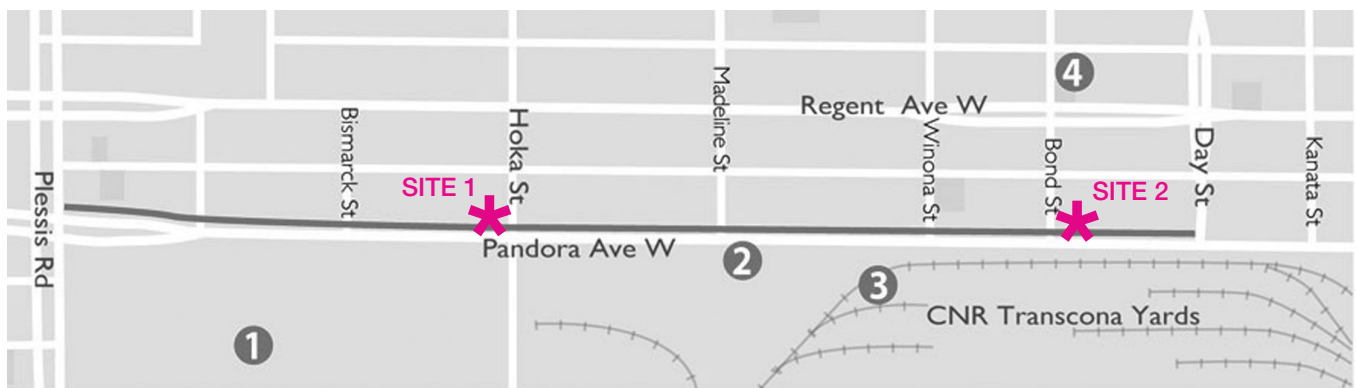 4
Regent Ave W
Madeline St
Bismarck St
Hoka St
Winona St
Bond St
Day St
Kanata St
Plessis Rd
SITE 1
SITE 2
Pandora Ave W
2
3
CNR Transcona Yards
1